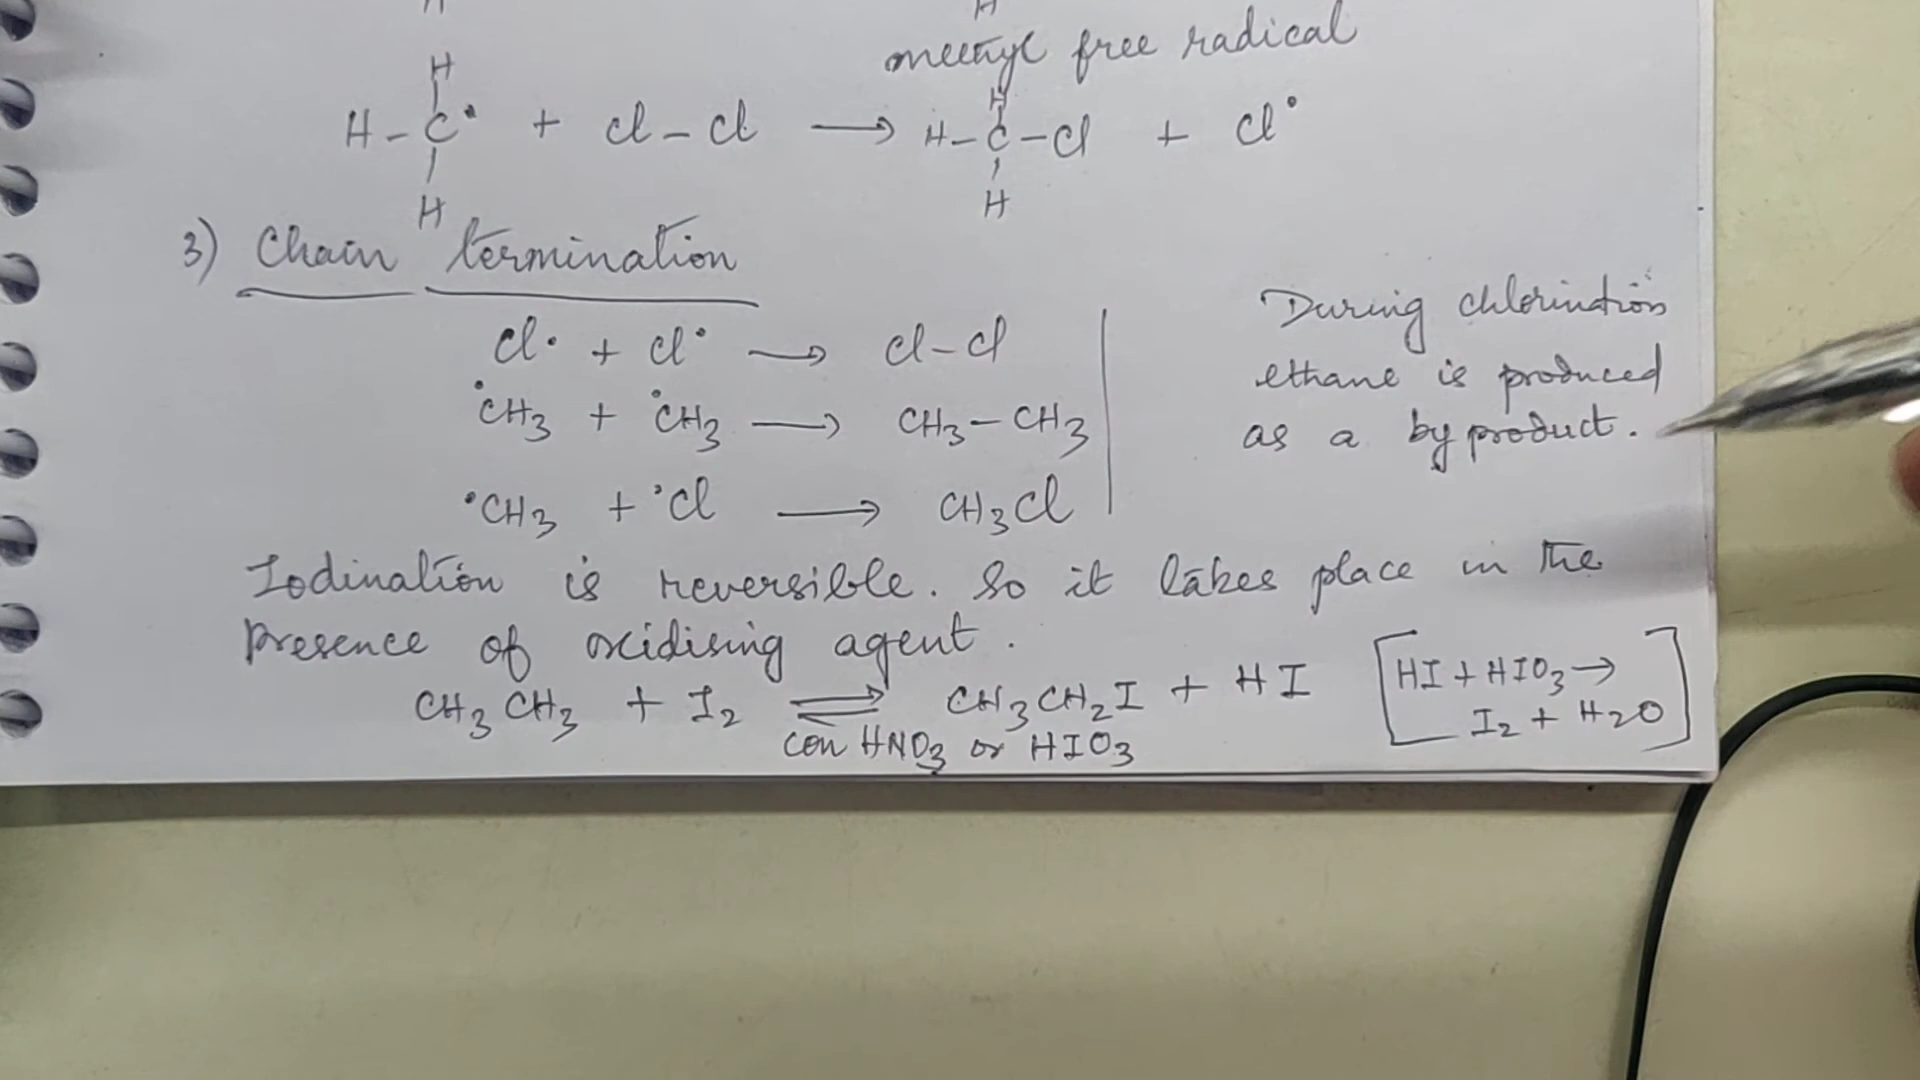 H H
methyl free radical
H H
H-C• + Cl-Cl → H-C-Cl + Cl•
H H
3) Chain termination
Cl• + Cl• → Cl-Cl
•CH3 + •CH3 → CH3-CH3
•CH3 + •Cl → CH3Cl
During chlorination
ethane is produced
as a by product.
Iodination is reversible. So it takes place in the
presence of oxidising agent.
CH3CH3 + I2 ⇌ CH3CH2I + HI
con HNO3 or HIO3
[HI + HIO3 →
I2 + H2O]